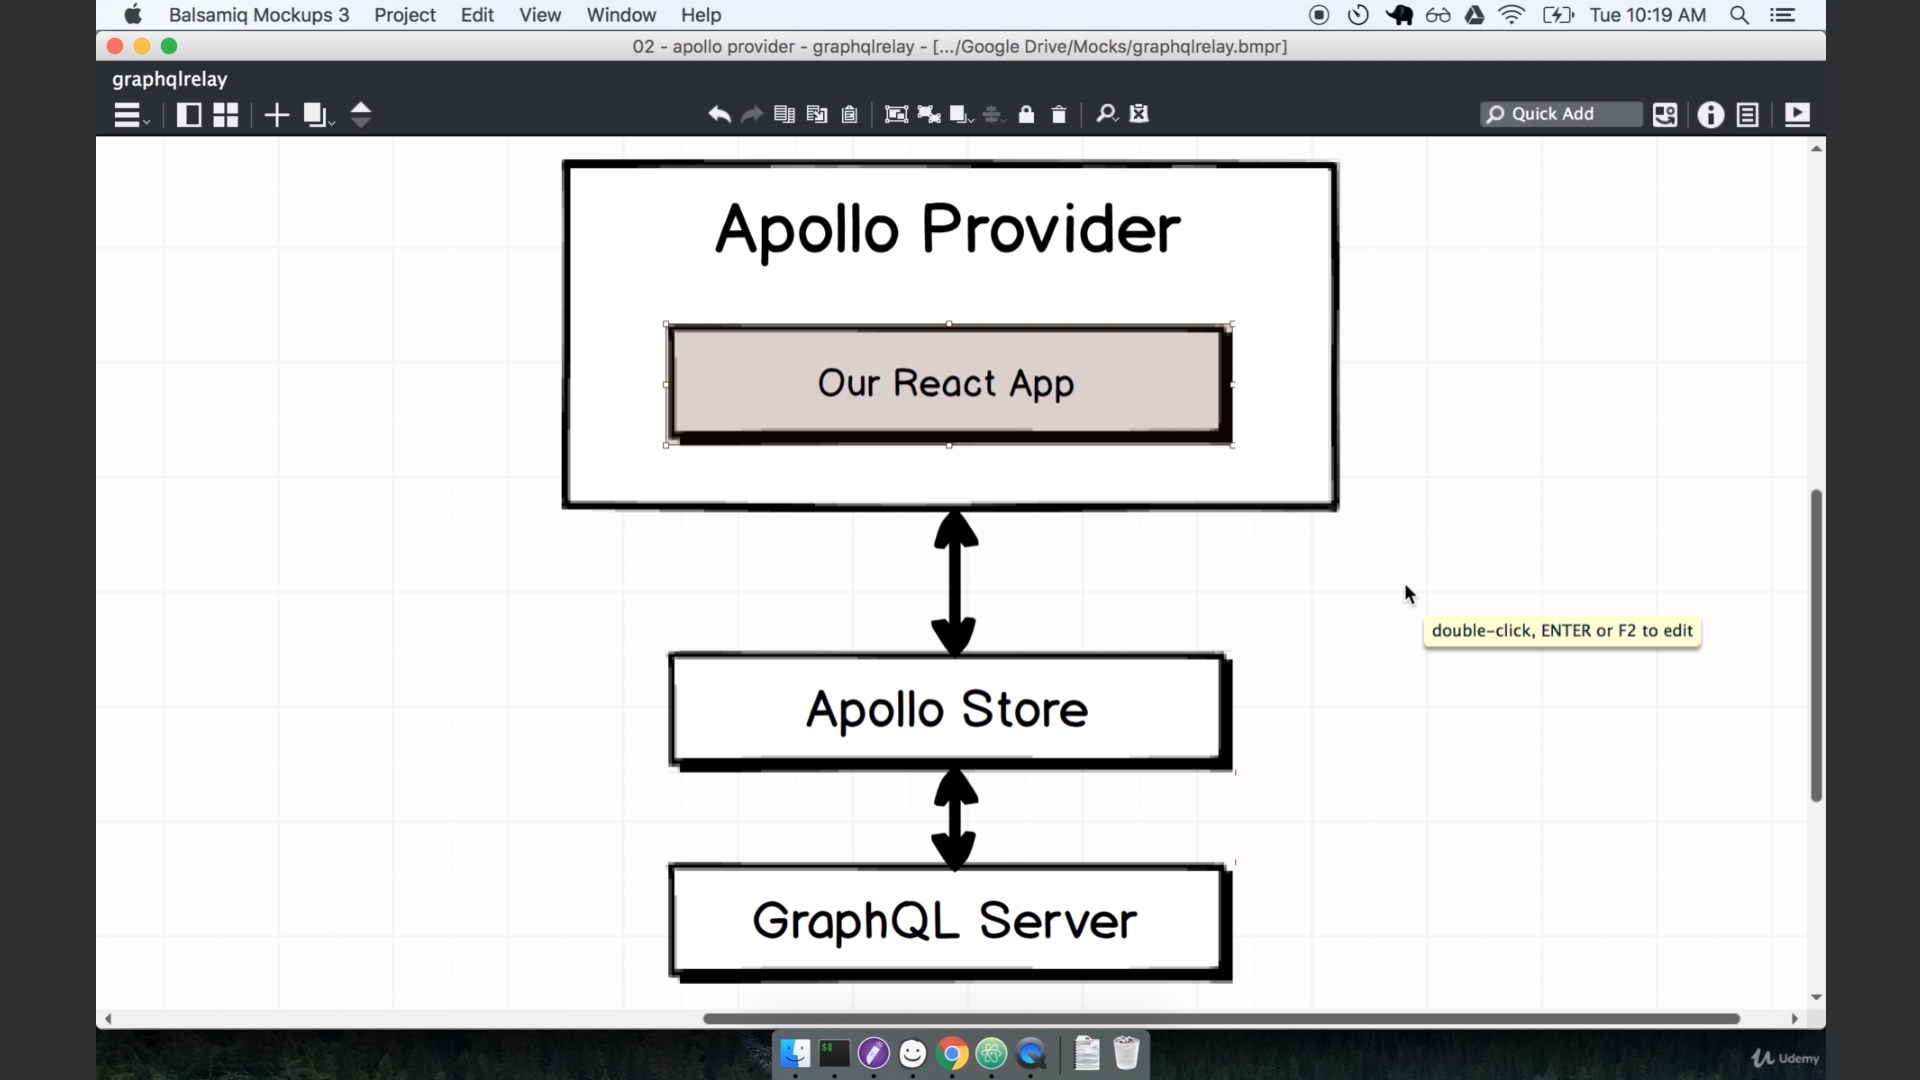 Balsamiq Mockups 3 Project Edit View Window Help Tue 10:19 AM
02 - apollo provider - graphqlrelay - [.../Google Drive/Mocks/graphqlrelay.bmpr]
graphqlrelay
Quick Add
Apollo Provider
Our React App
double-click, ENTER or F2 to edit
Apollo Store
GraphQL Server
Udemy